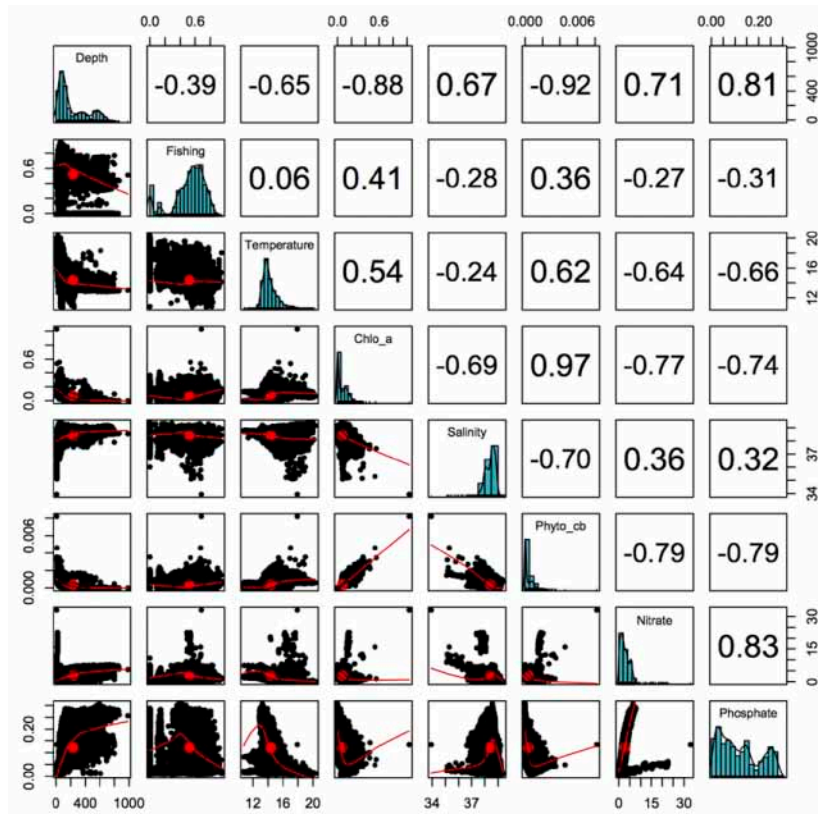 0.0 0.6 0.0 0.6 0.000 0.006 0.00 0.20
Depth -0.39 -0.65 -0.88 0.67 -0.92 0.71 0.81 0 400 1000
0.0 0.6 Fishing 0.06 0.41 -0.28 0.36 -0.27 -0.31
Temperature 0.54 -0.24 0.62 -0.64 -0.66 12 16 20
0.0 0.6 Chlo_a -0.69 0.97 -0.77 -0.74
Salinity -0.70 0.36 0.32 34 37
0.000 0.006 Phyto_cb -0.79 -0.79
Nitrate 0.83 0 15 30
0.00 0.20 Phosphate
0 400 1000 12 16 20 34 37 0 15 30